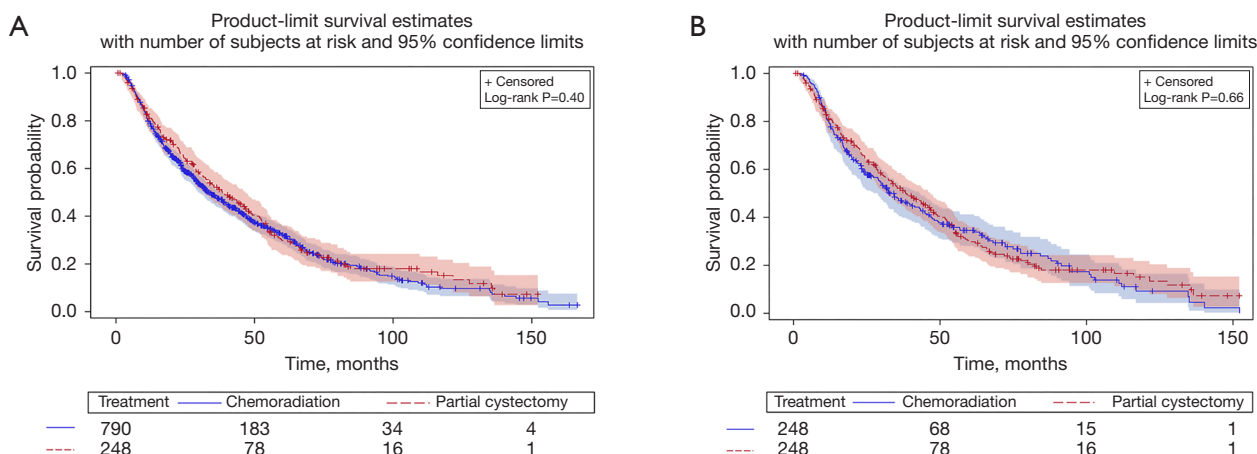 A
Product-limit survival estimates
with number of subjects at risk and 95% confidence limits
+ Censored
Log-rank P=0.40
Survival probability
1.0
0.8
0.6
0.4
0.2
0.0
0 50 100 150
Time, months
Treatment Chemoradiation Partial cystectomy
790 183 34 4
248 78 16 1
B
Product-limit survival estimates
with number of subjects at risk and 95% confidence limits
+ Censored
Log-rank P=0.66
Survival probability
1.0
0.8
0.6
0.4
0.2
0.0
0 50 100 150
Time, months
Treatment Chemoradiation Partial cystectomy
248 68 15 1
248 78 16 1